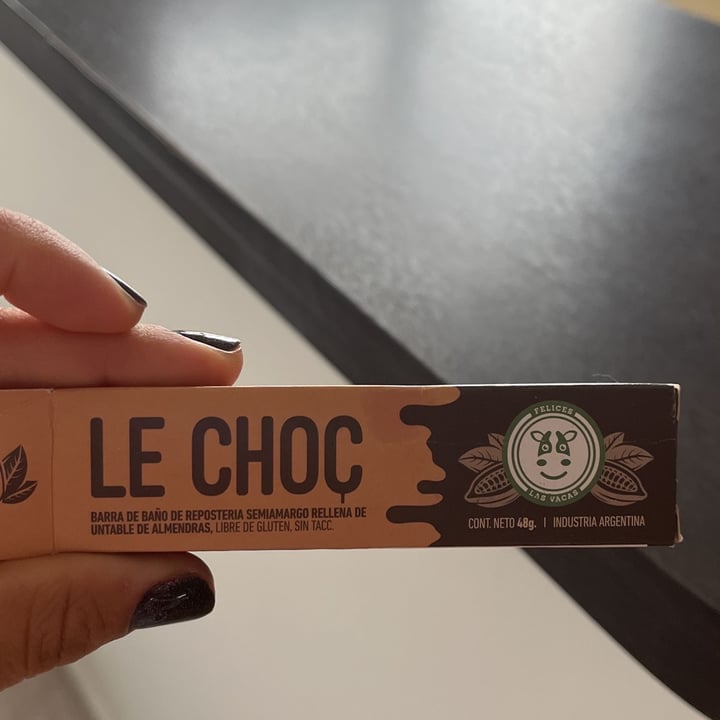 LE CHOÇ
BARRA DE BAÑO DE REPOSTERIA SEMIAMARGO RELLENA DE
UNTABLE DE ALMENDRAS, LIBRE DE GLUTEN, SIN TACC.
FELICES
LAS VACAS
CONT. NETO 48g. | INDUSTRIA ARGENTINA